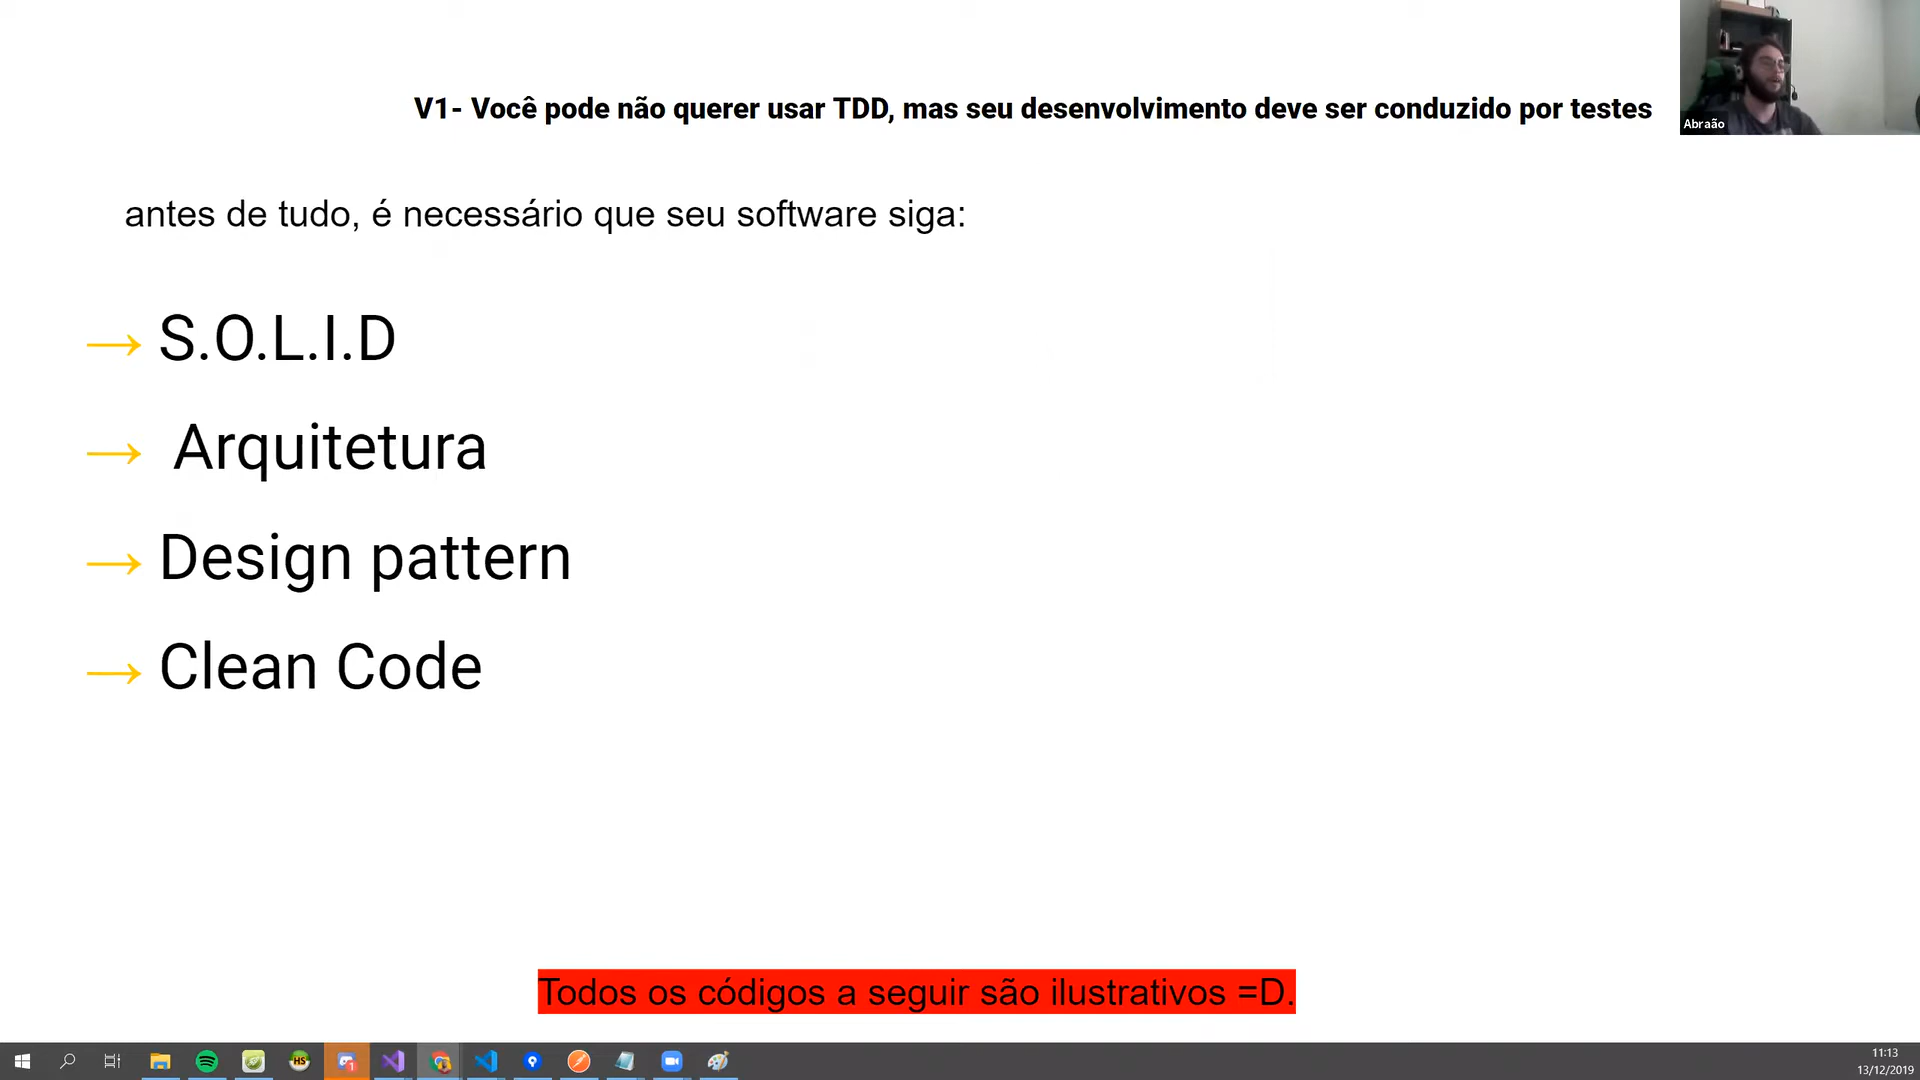 V1- Você pode não querer usar TDD, mas seu desenvolvimento deve ser conduzido por testes
Abraão
antes de tudo, é necessário que seu software siga:
→ S.O.L.I.D
→ Arquitetura
→ Design pattern
→ Clean Code
Todos os códigos a seguir são ilustrativos =D.
HS
1
11:13
13/12/2019